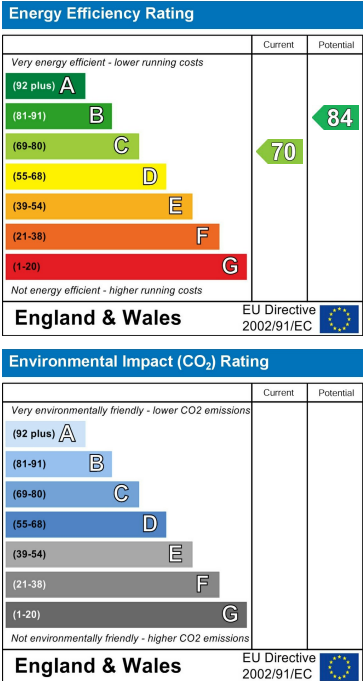 Energy Efficiency Rating
Current Potential
Very energy efficient - lower running costs
(92 plus) A
(81-91) B
84
(69-80) C
70
(55-68) D
(39-54) E
(21-38) F
(1-20) G
Not energy efficient - higher running costs
England & Wales
EU Directive
2002/91/EC
Environmental Impact (CO₂) Rating
Current Potential
Very environmentally friendly - lower CO2 emissions
(92 plus) A
(81-91) B
(69-80) C
(55-68) D
(39-54) E
(21-38) F
(1-20) G
Not environmentally friendly - higher CO2 emissions
England & Wales
EU Directive
2002/91/EC